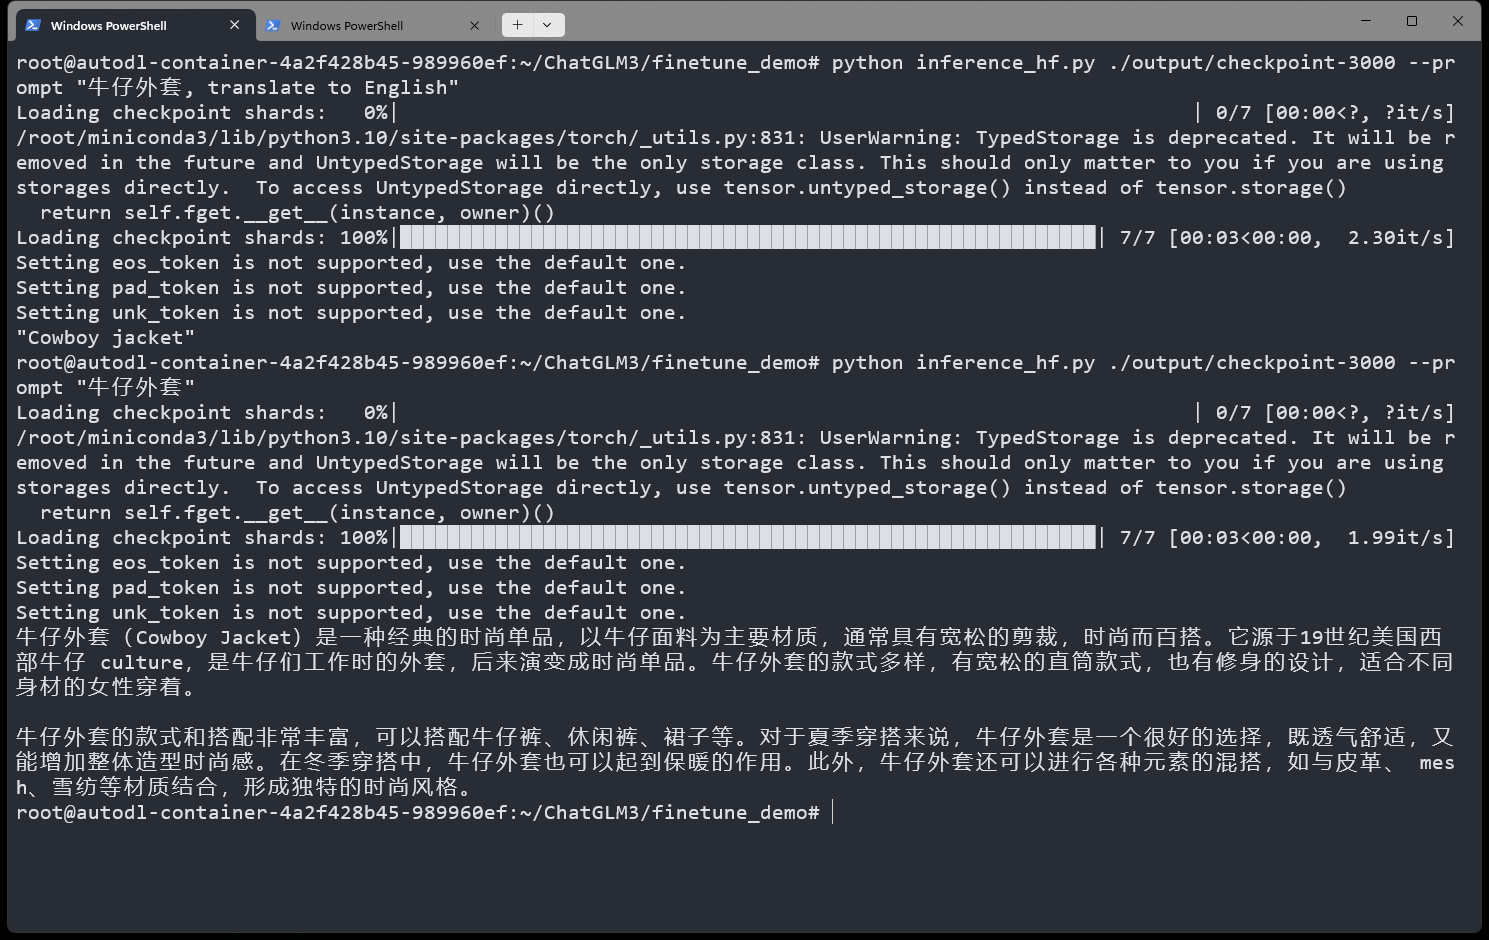 Windows PowerShell
Windows PowerShell
root@autodl-container-4a2f428b45-989960ef:~/ChatGLM3/finetune_demo# python inference_hf.py ./output/checkpoint-3000 --pr
ompt "牛仔外套, translate to English"
Loading checkpoint shards:   0%|                                                                   | 0/7 [00:00<?, ?it/s]
/root/miniconda3/lib/python3.10/site-packages/torch/_utils.py:831: UserWarning: TypedStorage is deprecated. It will be r
emoved in the future and UntypedStorage will be the only storage class. This should only matter to you if you are using
storages directly.  To access UntypedStorage directly, use tensor.untyped_storage() instead of tensor.storage()
  return self.fget.__get__(instance, owner)()
Loading checkpoint shards: 100%|██████████████████████████████████████████████████████████| 7/7 [00:03<00:00,  2.30it/s]
Setting eos_token is not supported, use the default one.
Setting pad_token is not supported, use the default one.
Setting unk_token is not supported, use the default one.
"Cowboy jacket"
root@autodl-container-4a2f428b45-989960ef:~/ChatGLM3/finetune_demo# python inference_hf.py ./output/checkpoint-3000 --pr
ompt "牛仔外套"
Loading checkpoint shards:   0%|                                                                   | 0/7 [00:00<?, ?it/s]
/root/miniconda3/lib/python3.10/site-packages/torch/_utils.py:831: UserWarning: TypedStorage is deprecated. It will be r
emoved in the future and UntypedStorage will be the only storage class. This should only matter to you if you are using
storages directly.  To access UntypedStorage directly, use tensor.untyped_storage() instead of tensor.storage()
  return self.fget.__get__(instance, owner)()
Loading checkpoint shards: 100%|██████████████████████████████████████████████████████████| 7/7 [00:03<00:00,  1.99it/s]
Setting eos_token is not supported, use the default one.
Setting pad_token is not supported, use the default one.
Setting unk_token is not supported, use the default one.
牛仔外套（Cowboy Jacket）是一种经典的时尚单品，以牛仔面料为主要材质，通常具有宽松的剪裁，时尚而百搭。它源于19世纪美国西
部牛仔 culture，是牛仔们工作时的外套，后来演变成时尚单品。牛仔外套的款式多样，有宽松的直筒款式，也有修身的设计，适合不同
身材的女性穿着。
牛仔外套的款式和搭配非常丰富，可以搭配牛仔裤、休闲裤、裙子等。对于夏季穿搭来说，牛仔外套是一个很好的选择，既透气舒适，又
能增加整体造型时尚感。在冬季穿搭中，牛仔外套也可以起到保暖的作用。此外，牛仔外套还可以进行各种元素的混搭，如与皮革、 mes
h、雪纺等材质结合，形成独特的时尚风格。
root@autodl-container-4a2f428b45-989960ef:~/ChatGLM3/finetune_demo#